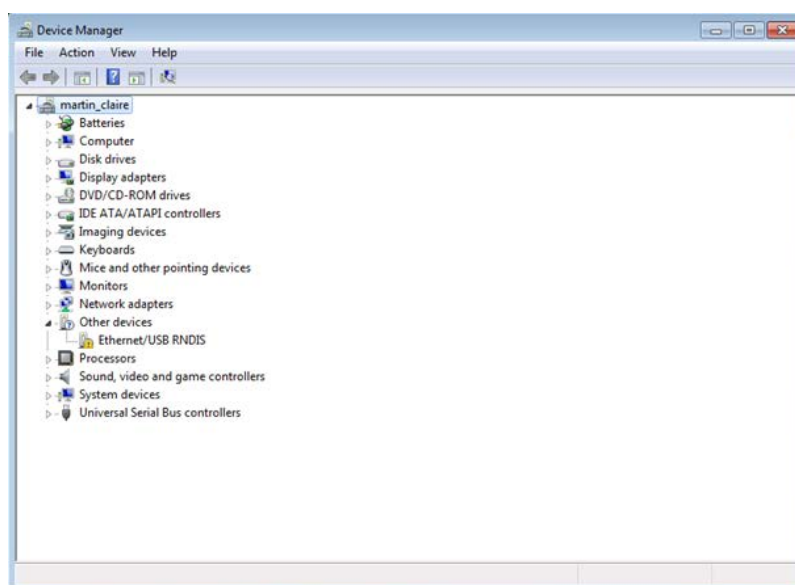 Device Manager
File Action View Help
martin_claire
Batteries
Computer
Disk drives
Display adapters
DVD/CD-ROM drives
IDE ATA/ATAPI controllers
Imaging devices
Keyboards
Mice and other pointing devices
Monitors
Network adapters
Other devices
Ethernet/USB RNDIS
Processors
Sound, video and game controllers
System devices
Universal Serial Bus controllers